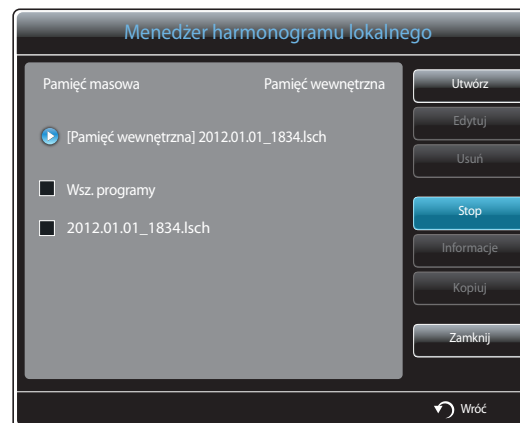 Menedżer harmonogramu lokalnego
Pamięć masowa Pamięć wewnętrzna
[Pamięć wewnętrzna] 2012.01.01_1834.lsch
Wsz. programy
2012.01.01_1834.lsch
Utwórz
Edytuj
Usuń
Stop
Informacje
Kopiuj
Zamknij
Wróć